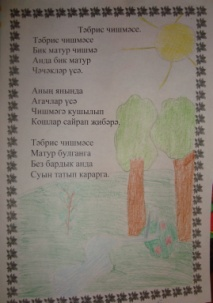 Тәбрис чишмәсе.
Тәбрис чишмәсе
Бик матур чишмә
Анда бик матур
Чәчәкләр үсә.
Аның янында
Агачлар үсә
Чишмәгә кушылып
Кошлар сайрап җибәрә.
Тәбрис чишмәсе
Матур булганга
Без бардык анда
Суын татып карарга.